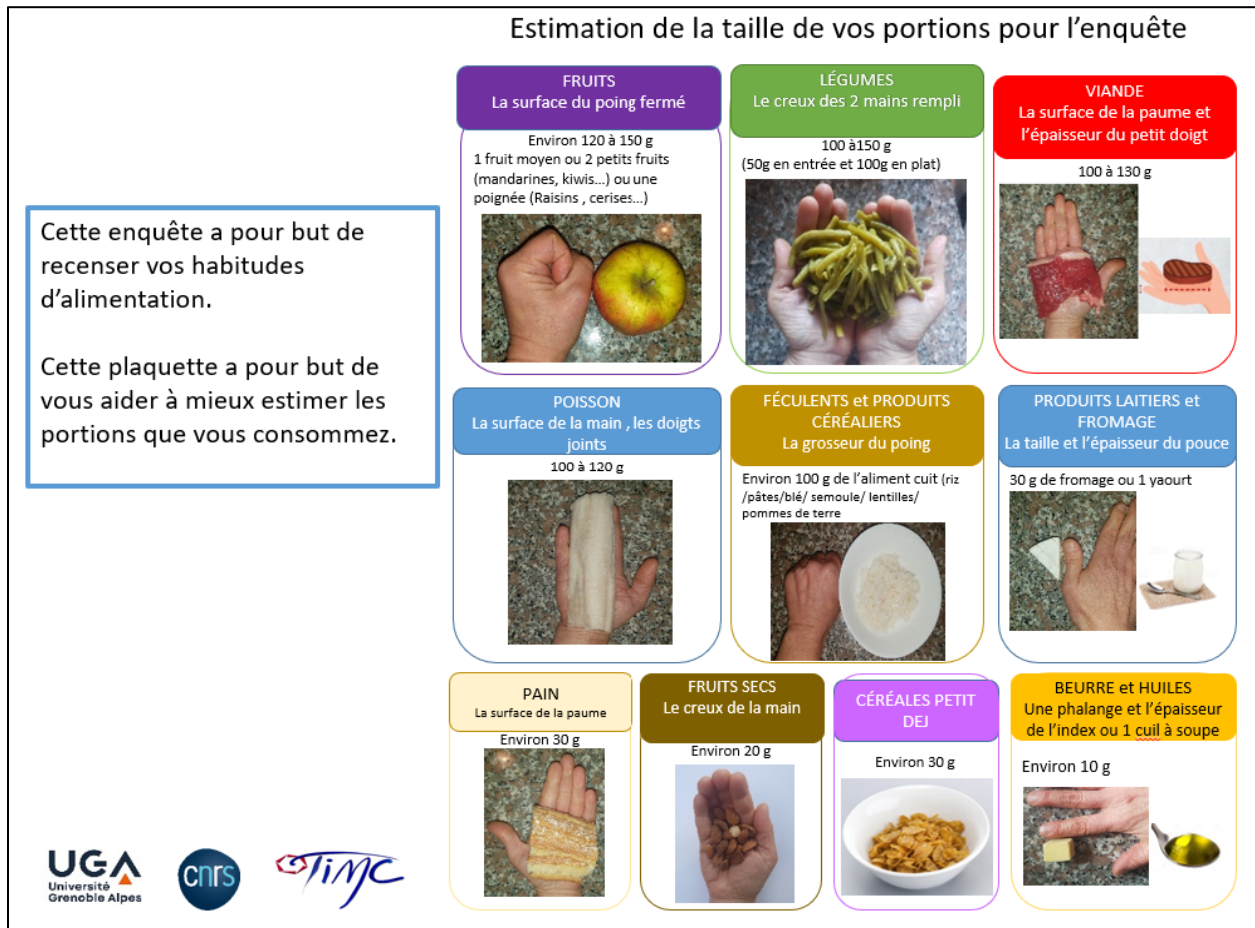 Estimation de la taille de vos portions pour l'enquête
Cette enquête a pour but de
recenser vos habitudes
d'alimentation.
Cette plaquette a pour but de
vous aider à mieux estimer les
portions que vous consommez.
FRUITS
La surface du poing fermé
Environ 120 à 150 g
1 fruit moyen ou 2 petits fruits
(mandarines, kiwis...) ou une
poignée (Raisins , cerises...)
LÉGUMES
Le creux des 2 mains rempli
100 à150 g
(50g en entrée et 100g en plat)
VIANDE
La surface de la paume et
l'épaisseur du petit doigt
100 à 130 g
POISSON
La surface de la main , les doigts
joints
100 à 120 g
FÉCULENTS et PRODUITS
CÉRÉALIERS
La grosseur du poing
Environ 100 g de l'aliment cuit (riz
/pâtes/blé/ semoule/ lentilles/
pommes de terre
PRODUITS LAITIERS et
FROMAGE
La taille et l'épaisseur du pouce
30 g de fromage ou 1 yaourt
PAIN
La surface de la paume
Environ 30 g
FRUITS SECS
Le creux de la main
Environ 20 g
CÉRÉALES PETIT
DEJ
Environ 30 g
BEURRE et HUILES
Une phalange et l'épaisseur
de l'index ou 1 cuil à soupe
Environ 10 g
UGA
Université
Grenoble Alpes
cnrs
TIMC